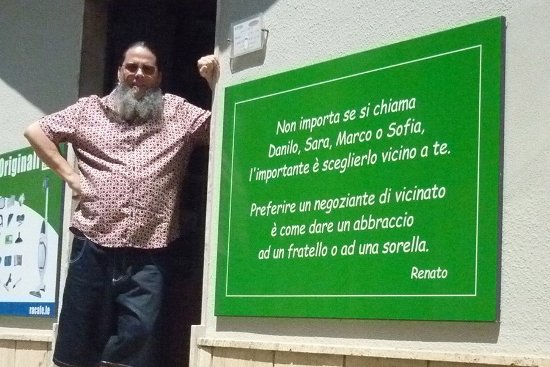 Non importa se si chiama
Danilo, Sara, Marco o Sofia,
l'importante è sceglierlo vicino a te.
Preferire un negoziante di vicinato
è come dare un abbraccio
ad un fratello o ad una sorella.
Renato
Originali